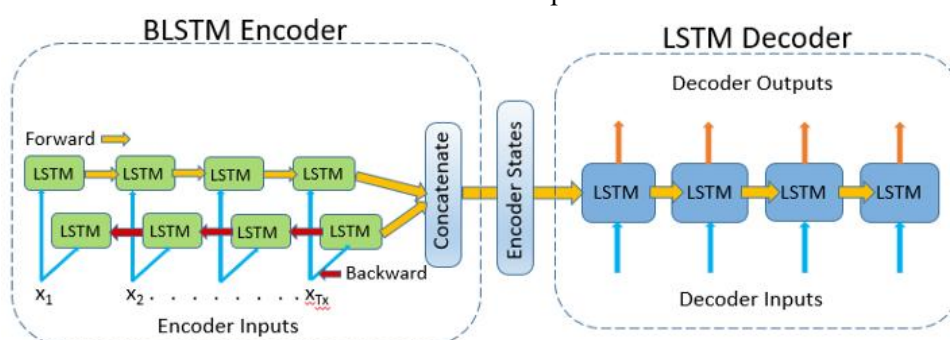 BLSTM Encoder
LSTM Decoder
Forward
LSTM
LSTM
LSTM
LSTM
LSTM
LSTM
LSTM
LSTM
Backward
x1
x2 . . . . . . . . xTx
Encoder Inputs
Concatenate
Encoder States
Decoder Outputs
LSTM
LSTM
LSTM
LSTM
Decoder Inputs